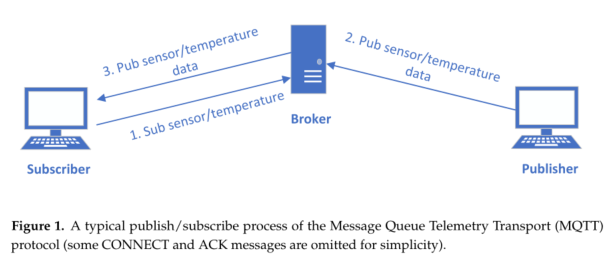 3. Pub sensor/temperature
data
2. Pub sensor/temperature
data
1. Sub sensor/temperature
Broker
Subscriber
Publisher
Figure 1. A typical publish/subscribe process of the Message Queue Telemetry Transport (MQTT)
protocol (some CONNECT and ACK messages are omitted for simplicity).